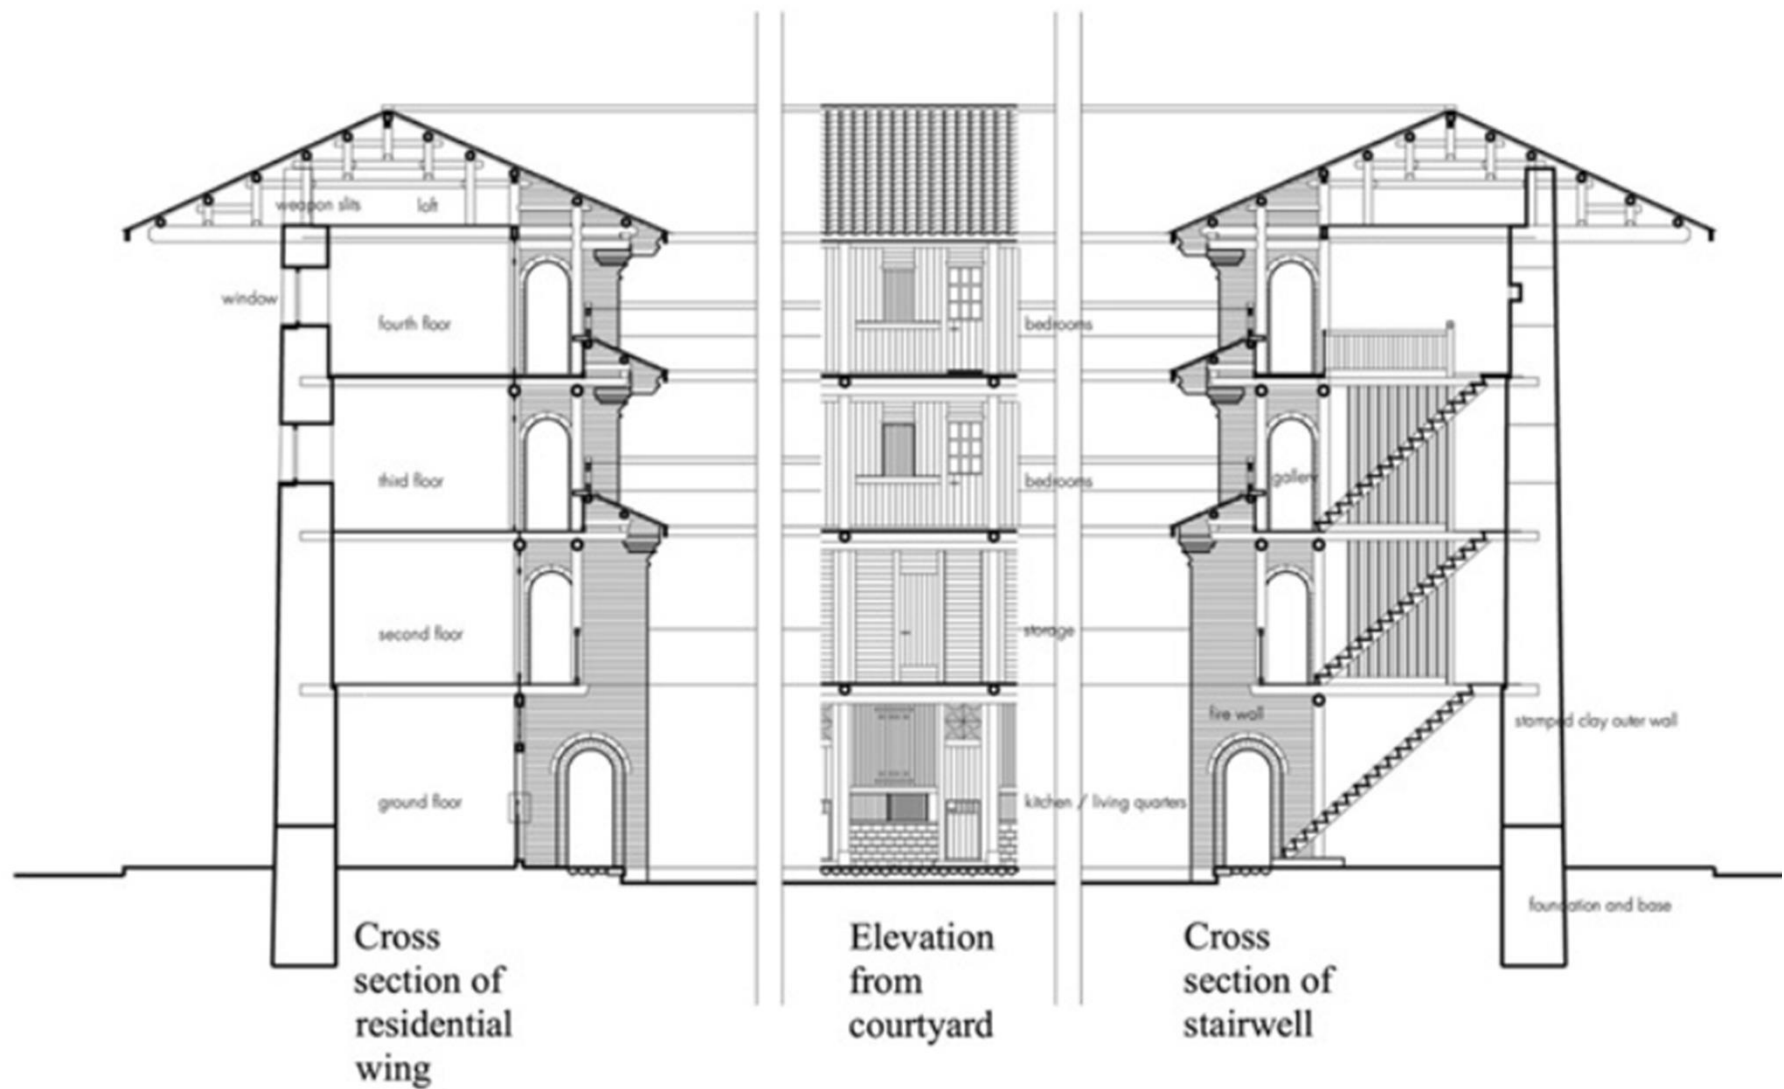 weapon slits
loft
window
fourth floor
bedrooms
third floor
bedrooms
gallery
second floor
storage
fire wall
stamped clay outer wall
ground floor
kitchen / living quarters
foundation and base
Cross
section of
residential
wing
Elevation
from
courtyard
Cross
section of
stairwell